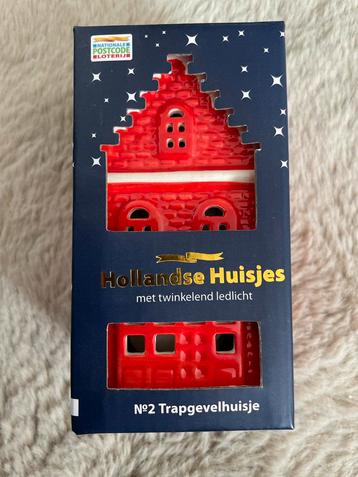 NATIONALE
POSTCODE
LOTERIJ
Hollandse Huisjes
met twinkelend ledlicht
Nº2 Trapgevelhuisje